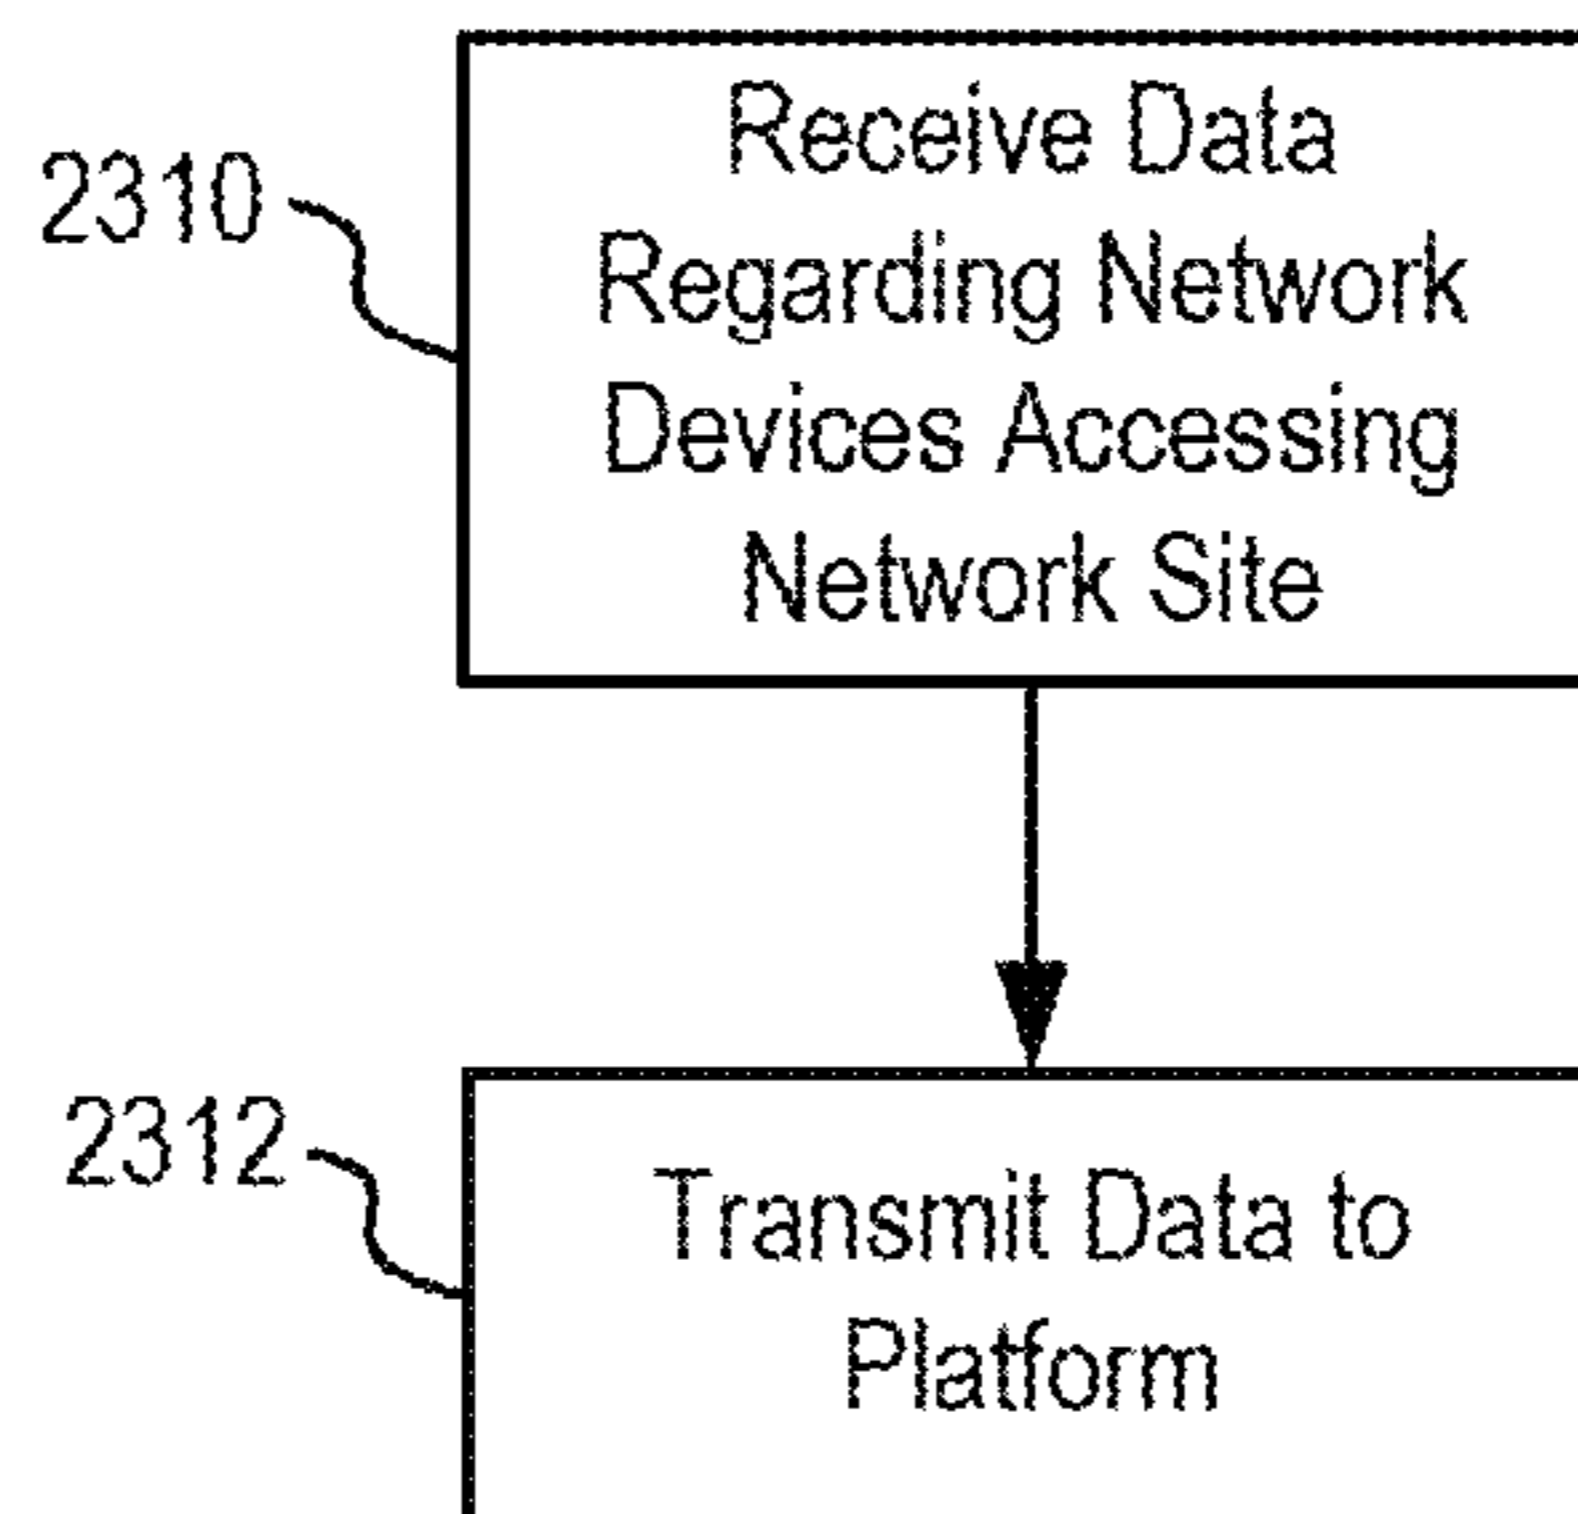 2310
Receive Data
Regarding Network
Devices Accessing
Network Site
2312
Transmit Data to
Platform